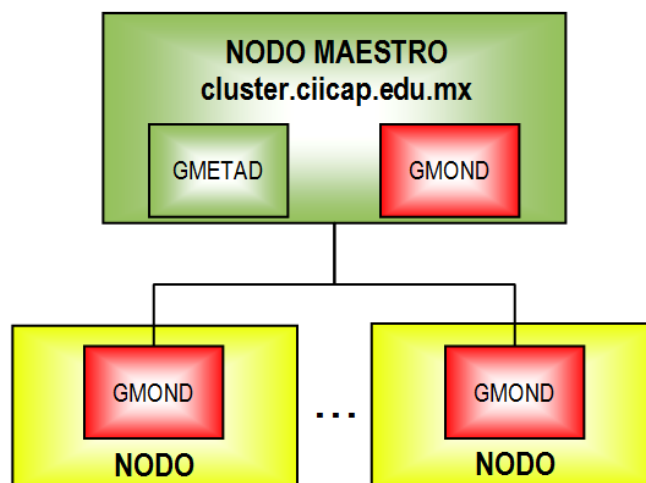 NODO MAESTRO
cluster.ciicap.edu.mx
GMETAD
GMOND
GMOND
GMOND
...
NODO
NODO